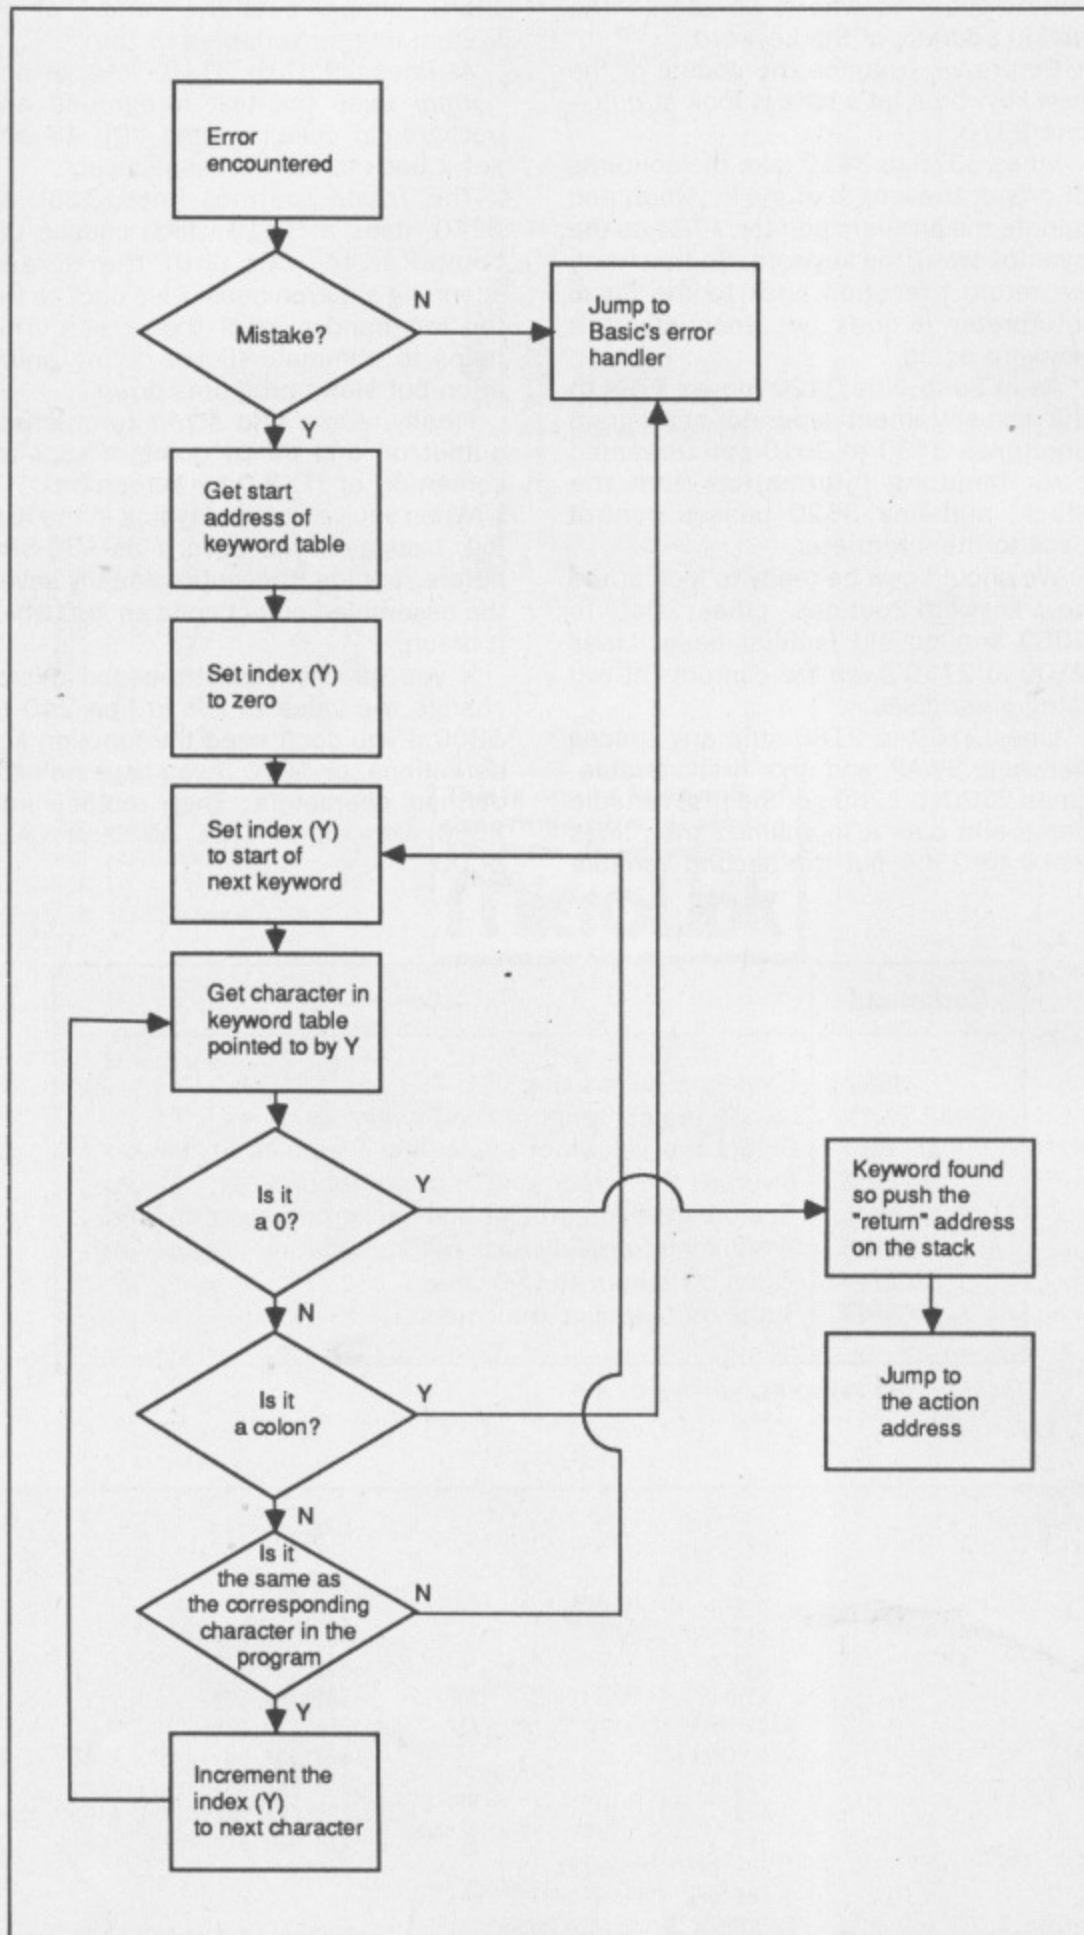 Error
encountered
Mistake?
N
Jump to
Basic's error
handler
Y
Get start
address of
keyword table
Set index (Y)
to zero
Set index (Y)
to start of
next keyword
Get character in
keyword table
pointed to by Y
Is it
a 0?
Y
Keyword found
so push the
"return" address
on the stack
N
Jump to
the action
address
Is it
a colon?
Y
N
Is it
the same as
the corresponding
character in the
program
N
Y
Increment the
index (Y)
to next character